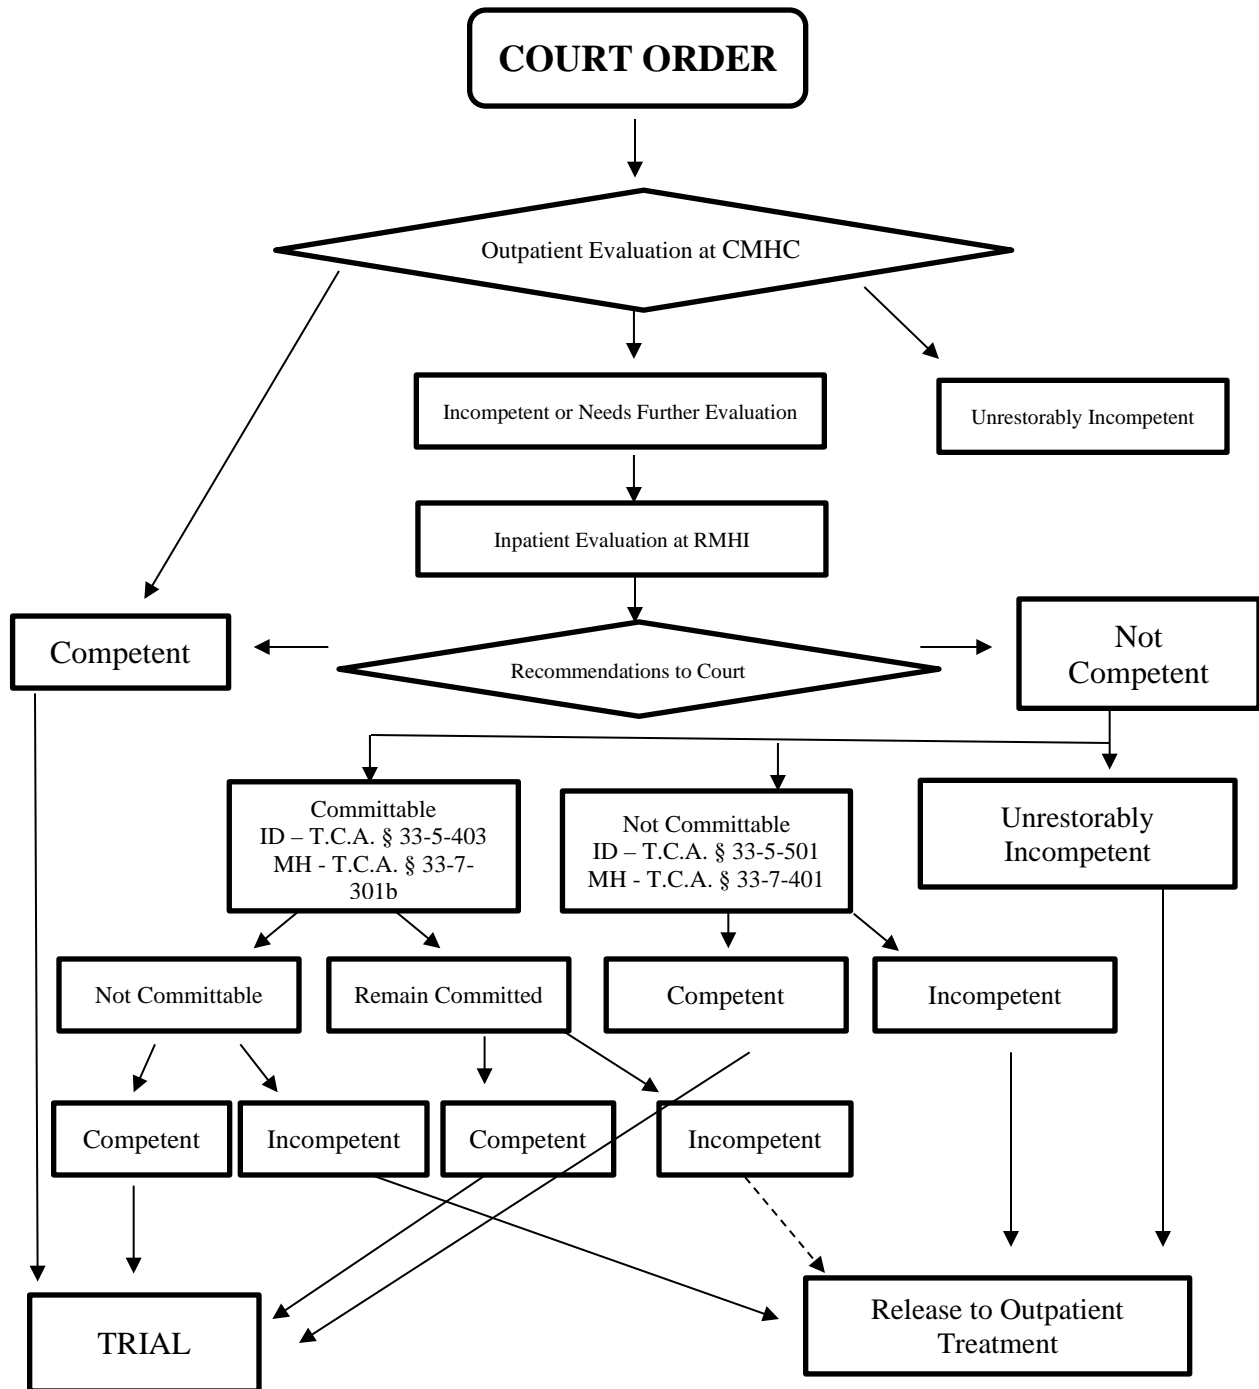 COURT ORDER
Outpatient Evaluation at CMHC
Incompetent or Needs Further Evaluation
Unrestorably Incompetent
Inpatient Evaluation at RMHI
Competent
Recommendations to Court
Not
Competent
Committable
ID – T.C.A. § 33-5-403
MH - T.C.A. § 33-7-
301b
Not Committable
ID – T.C.A. § 33-5-501
MH - T.C.A. § 33-7-401
Unrestorably
Incompetent
Not Committable
Remain Committed
Competent
Incompetent
Competent
Incompetent
Competent
Incompetent
TRIAL
Release to Outpatient
Treatment